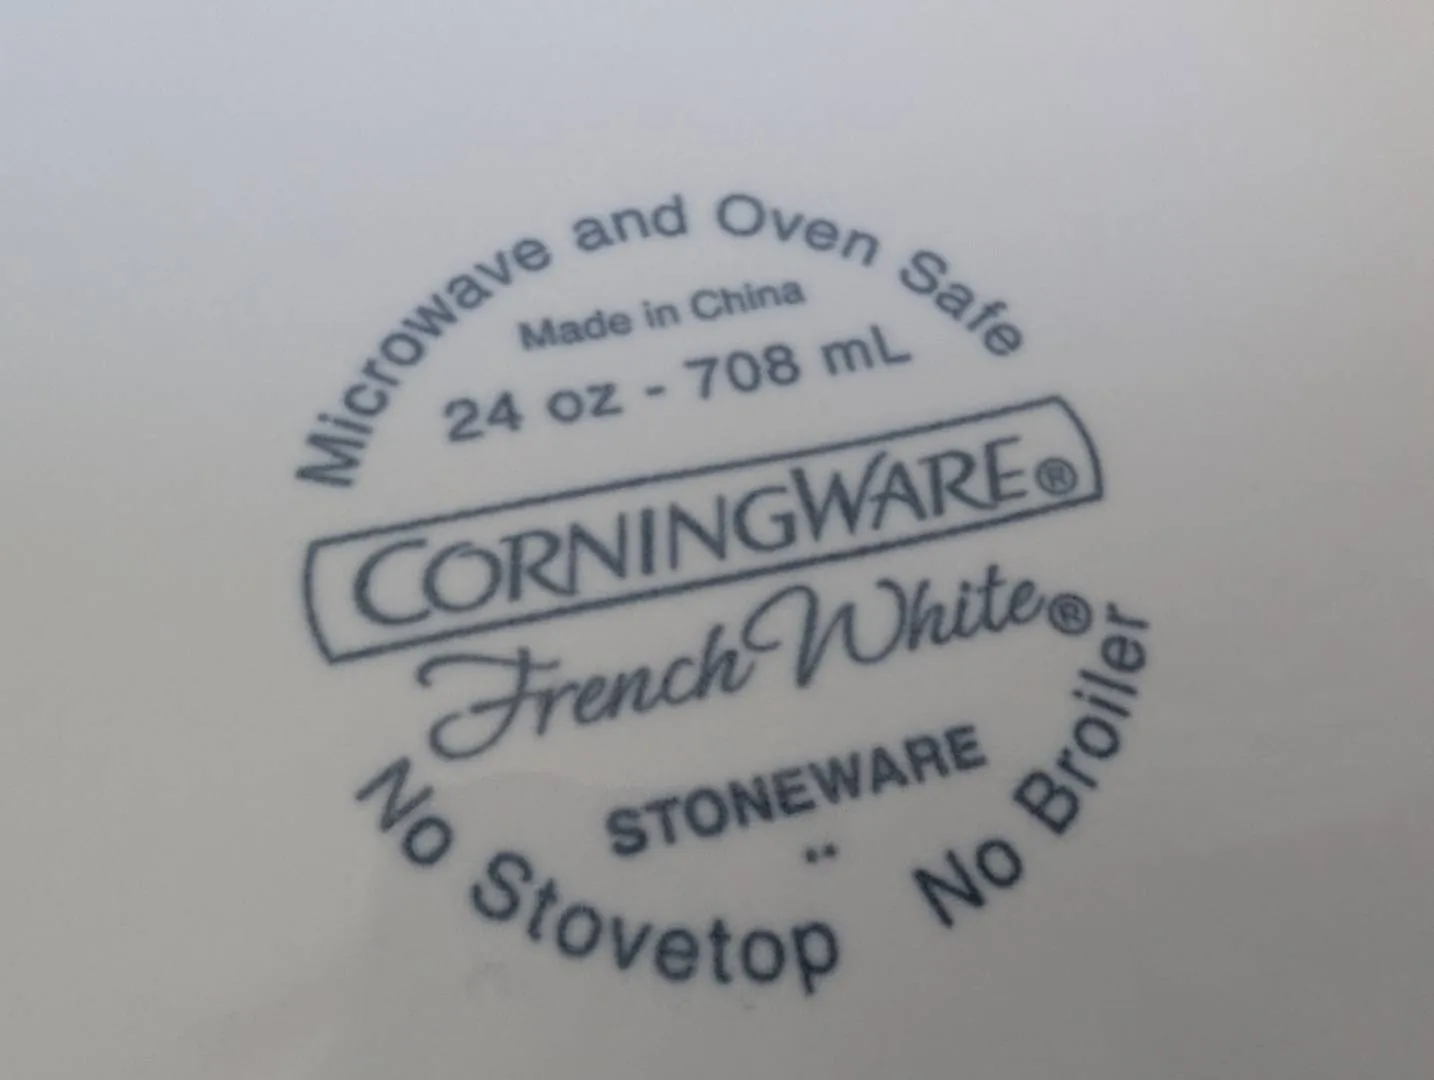 Microwave and Oven Safe
Made in China
24 oz - 708 mL
CORNINGWARE®
French White®
STONEWARE
No Stovetop No Broiler